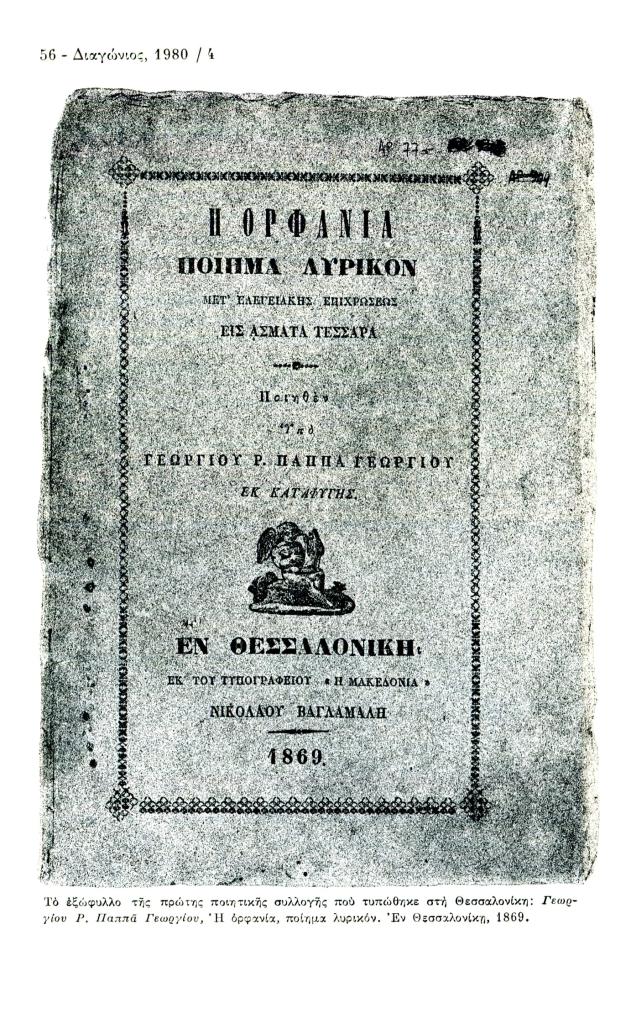 56 - Διαγώνιος, 1980 / 4
ΑΡ 77
Η ΟΡΦΑΝΙΑ
ΠΟΙΗΜΑ ΛΥΡΙΚΟΝ
ΜΕΤ' ΕΛΕΓΕΙΑΚΗΣ ΕΠΙΧΡΩΣΕΩΣ
ΕΙΣ ΑΣΜΑΤΑ ΤΕΣΣΑΡΑ
Ποιηθὲν
Ὑπὸ
ΓΕΩΡΓΙΟΥ Ρ. ΠΑΠΠΑ ΓΕΩΡΓΙΟΥ
ΕΚ ΚΑΤΑΦΥΓΗΣ.
ΕΝ ΘΕΣΣΑΛΟΝΙΚΗ
ΕΚ ΤΟΥ ΤΥΠΟΓΡΑΦΕΙΟΥ «Η ΜΑΚΕΔΟΝΙΑ»
ΝΙΚΟΛΑΟΥ ΒΑΓΛΑΜΑΛΗ
1869.
Τὸ ἐξώφυλλο τῆς πρώτης ποιητικῆς συλλογῆς ποὺ τυπώθηκε στὴ Θεσσαλονίκη: Γεωρ-
γίου Ρ. Παππᾶ Γεωργίου, Ἡ ὀρφανία, ποίημα λυρικόν. Ἐν Θεσσαλονίκῃ, 1869.